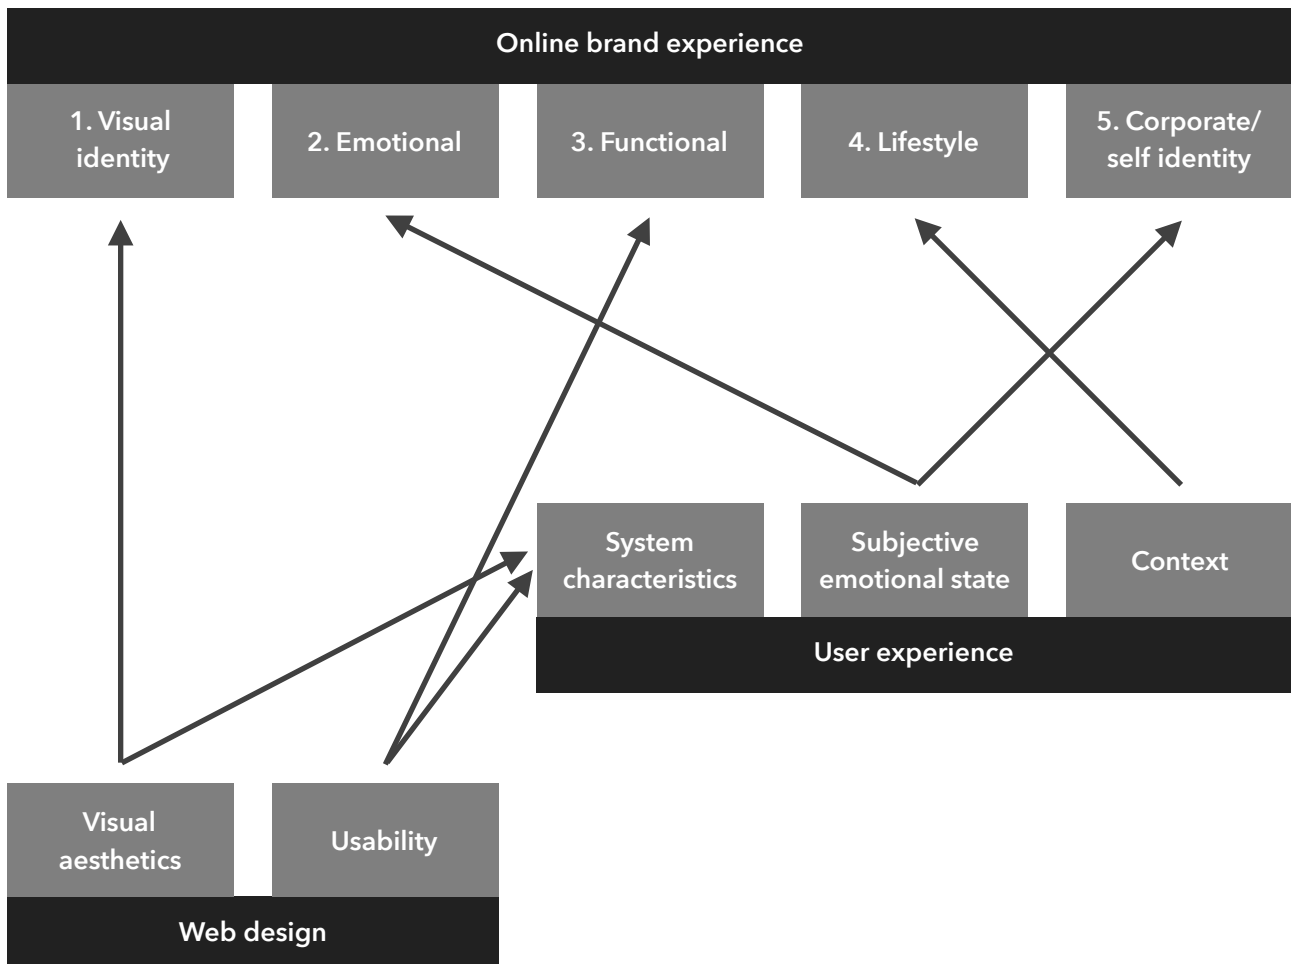 Online brand experience
1. Visual
identity
2. Emotional
3. Functional
4. Lifestyle
5. Corporate/
self identity
System
characteristics
Subjective
emotional state
Context
User experience
Visual
aesthetics
Usability
Web design